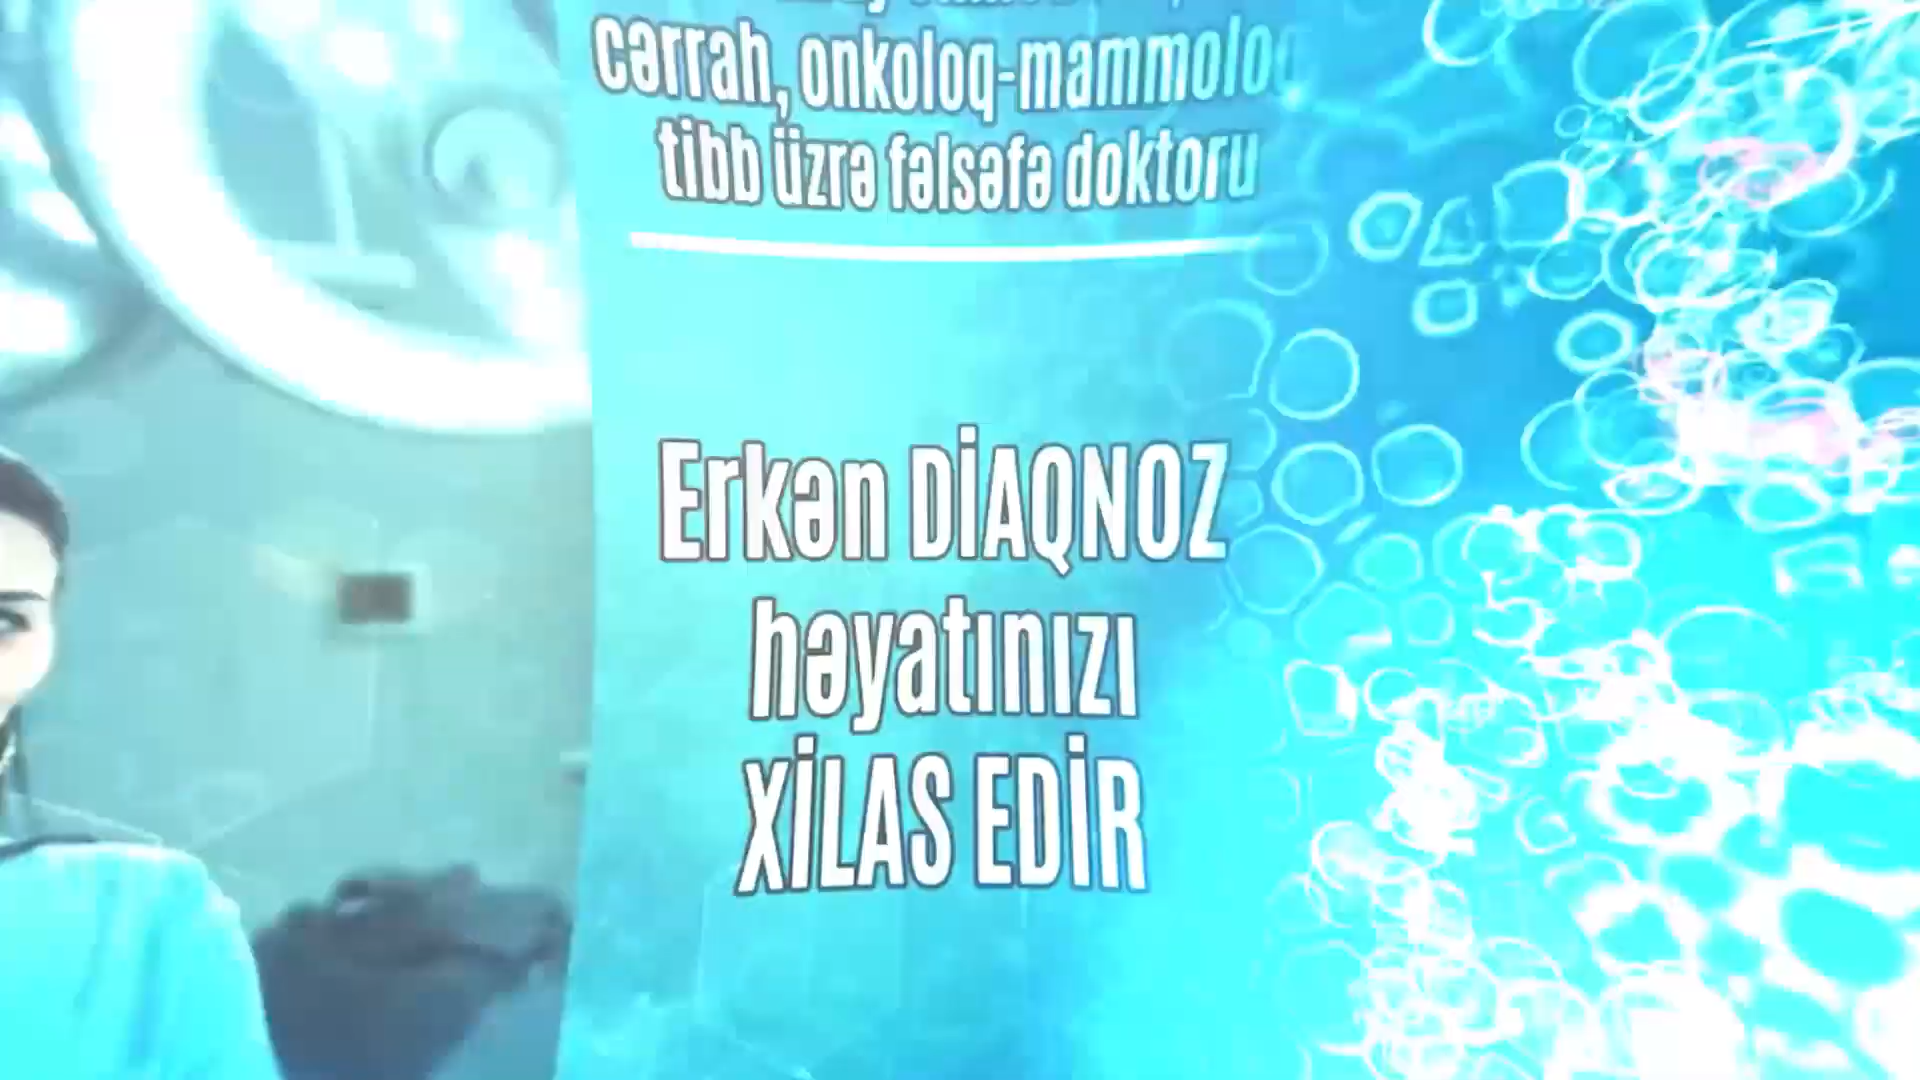 cərrah, onkoloq-mammoloq
tibb üzrə fəlsəfə doktoru
Erkən DİAQNOZ
həyatınızı
XİLAS EDİR